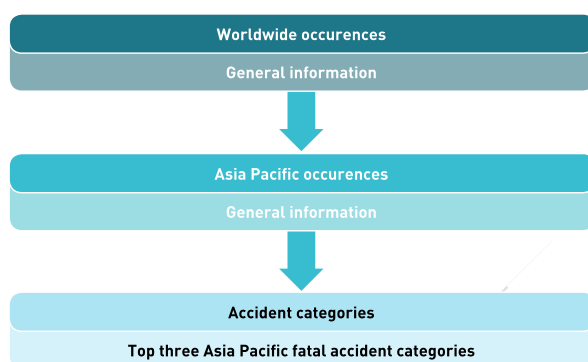 Worldwide occurences
General information
Asia Pacific occurences
General information
Accident categories
Top three Asia Pacific fatal accident categories